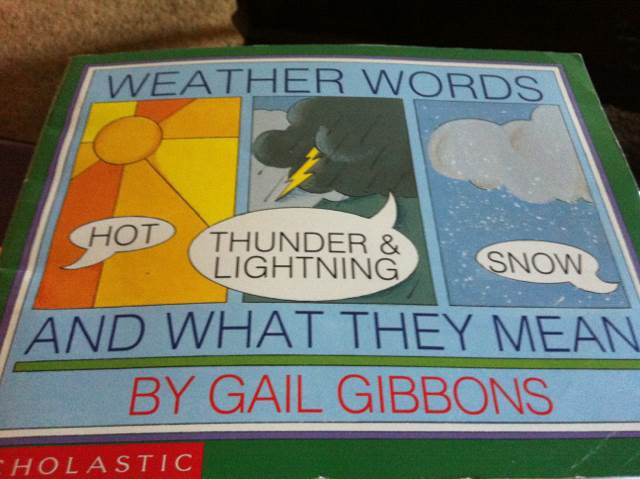 WEATHER WORDS
HOT
THUNDER &
LIGHTNING
SNOW
AND WHAT THEY MEAN
BY GAIL GIBBONS
CHOLASTIC